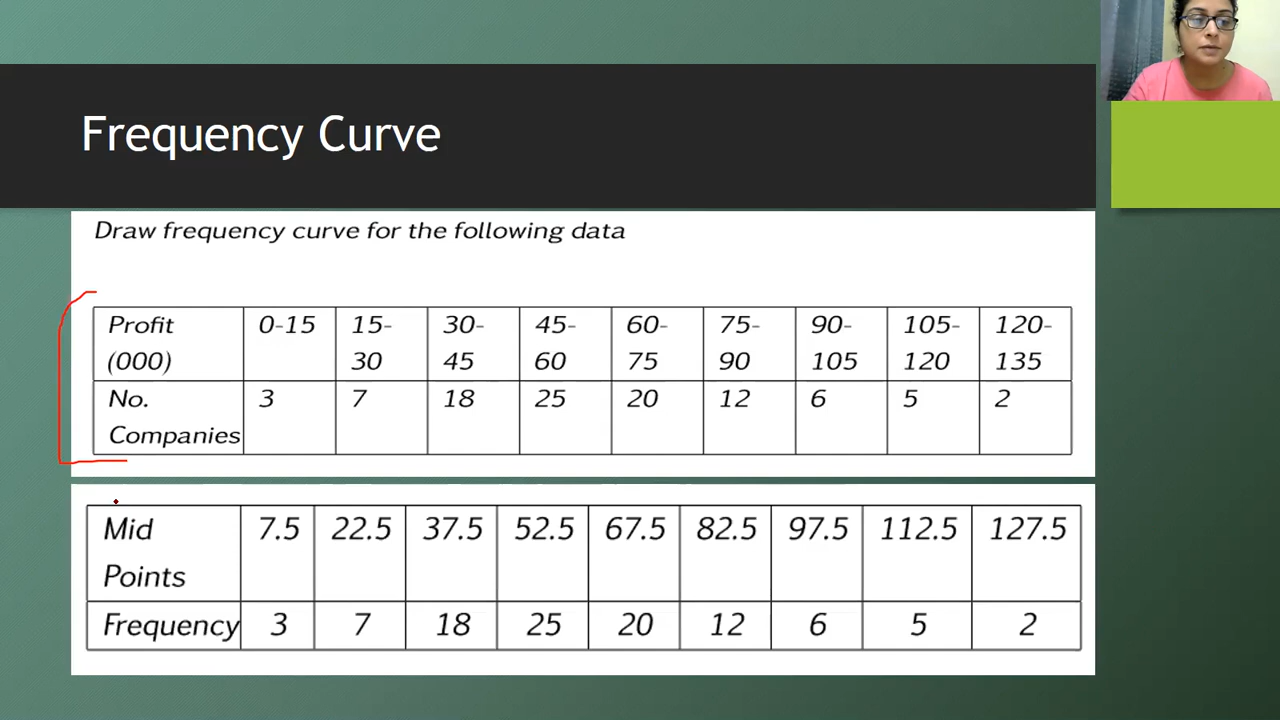 Frequency Curve
Draw frequency curve for the following data
Profit (000) 0-15 15-30 30-45 45-60 60-75 75-90 90-105 105-120 120-135
No. Companies 3 7 18 25 20 12 6 5 2
Mid Points 7.5 22.5 37.5 52.5 67.5 82.5 97.5 112.5 127.5
Frequency 3 7 18 25 20 12 6 5 2